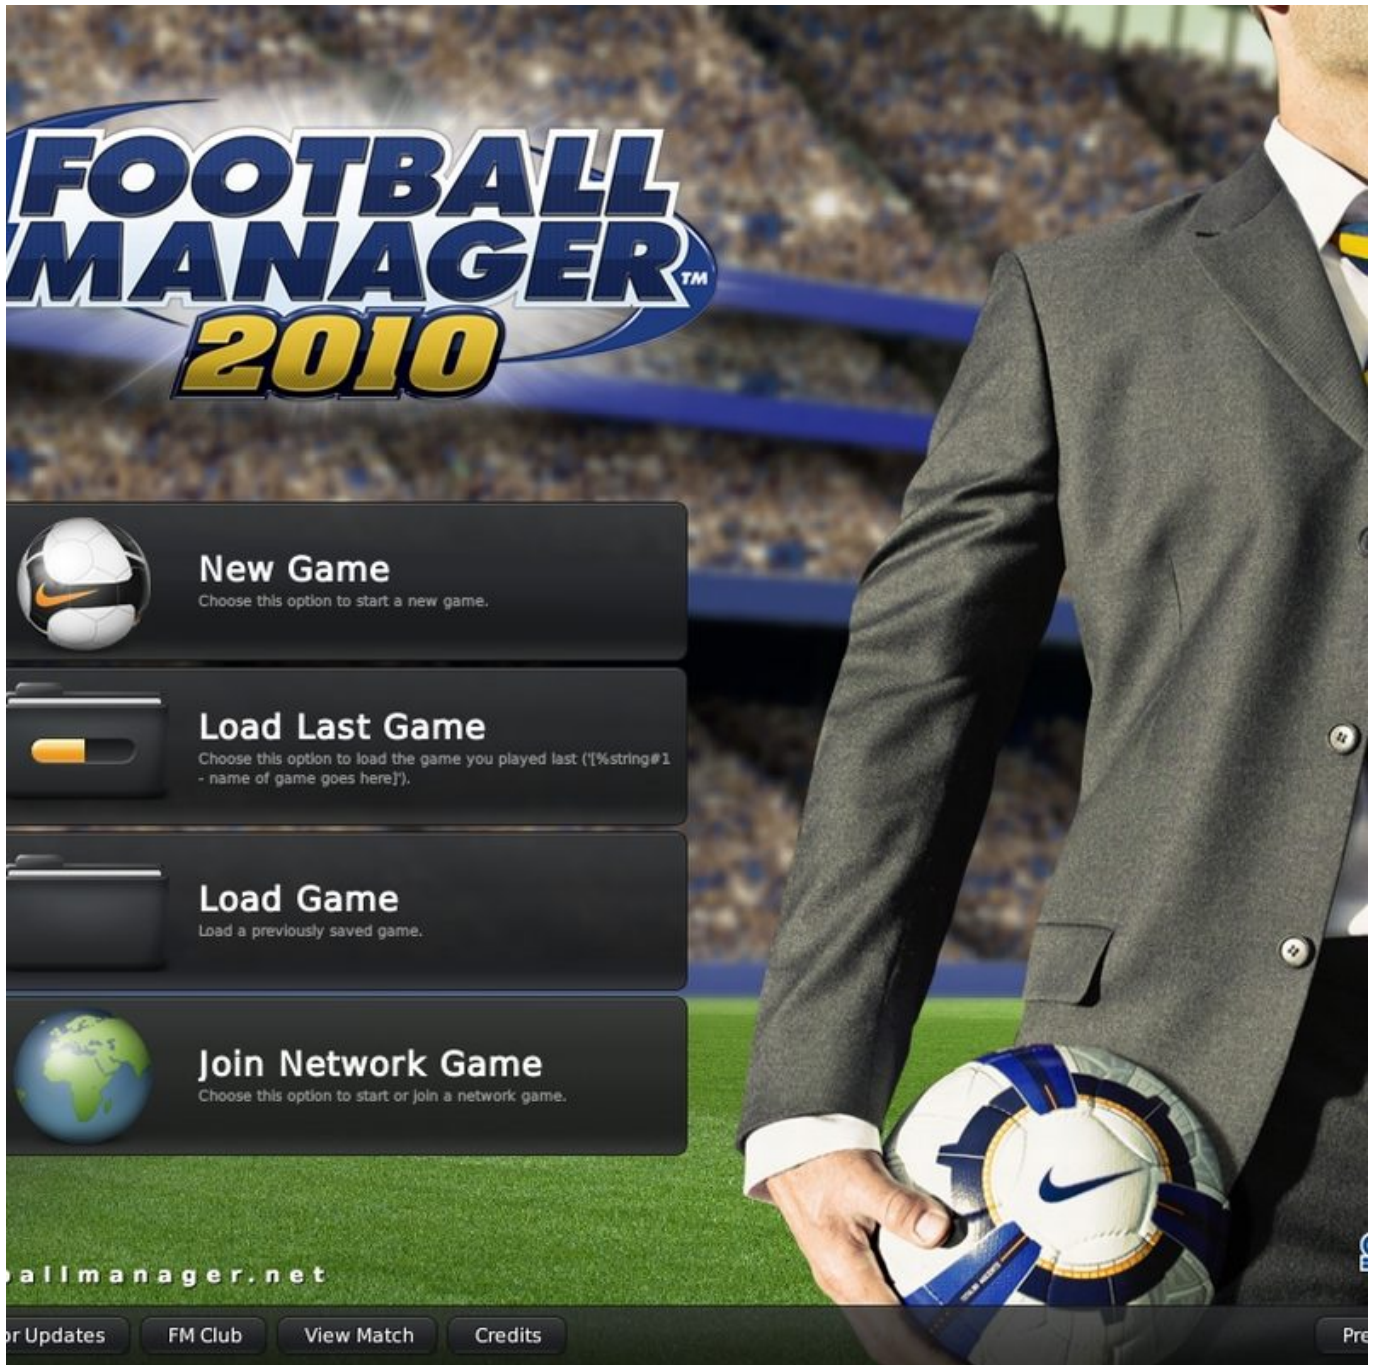 FOOTBALL
MANAGER™
2010
New Game
Choose this option to start a new game.
Load Last Game
Choose this option to load the game you played last ('[%string#1
- name of game goes here]').
Load Game
Load a previously saved game.
Join Network Game
Choose this option to start or join a network game.
allmanager.net
or Updates FM Club View Match Credits Pre